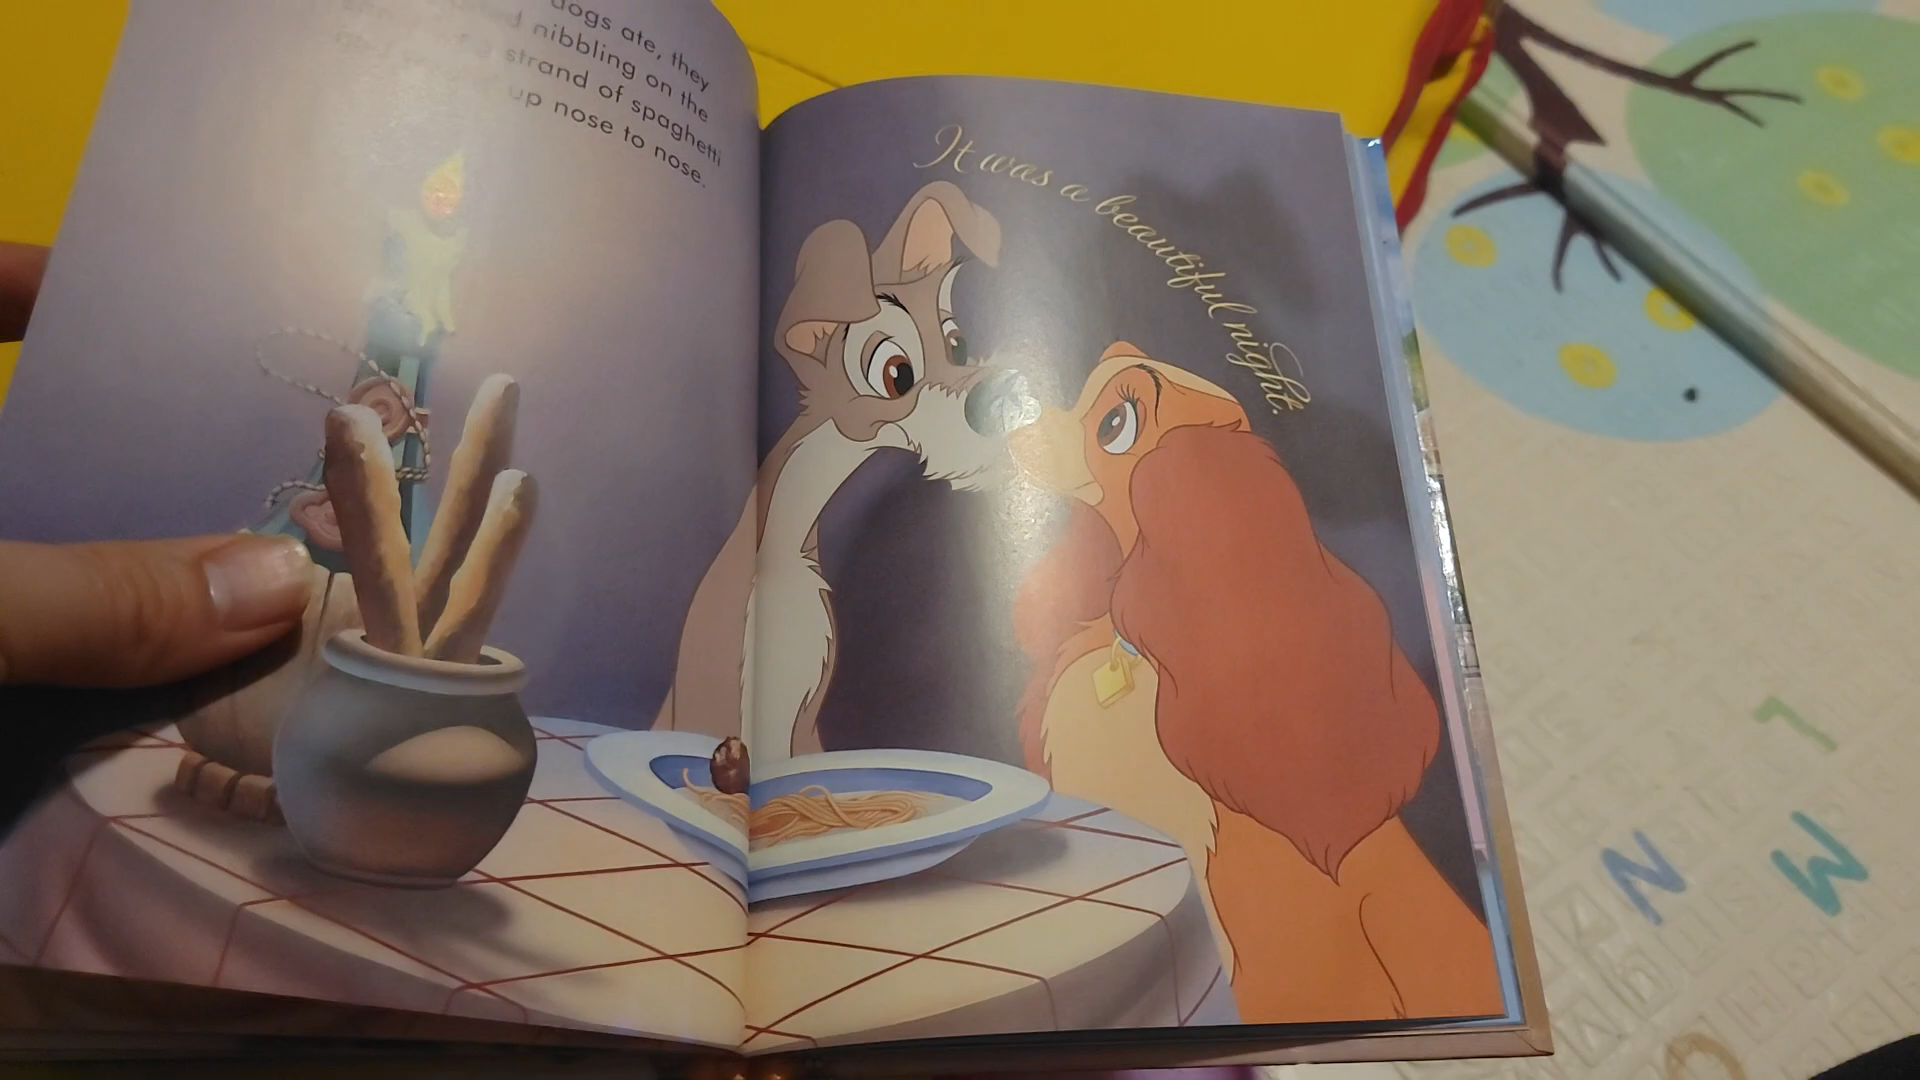 dogs ate, they
nibbling on the
strand of spaghetti
up nose to nose.
It was a beautiful night.
N W